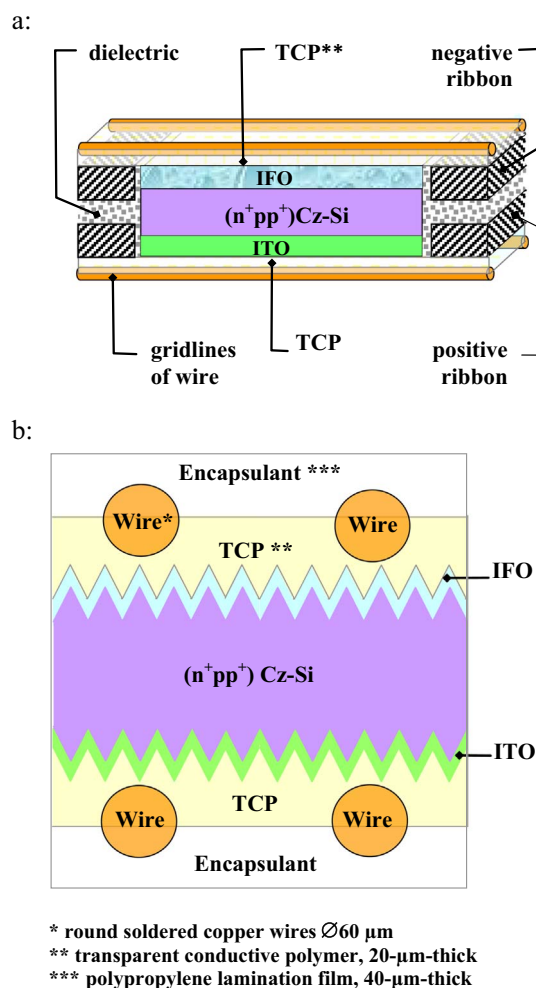 a:
dielectric
TCP**
negative
ribbon
IFO
(n⁺pp⁺)Cz-Si
ITO
gridlines
of wire
TCP
positive
ribbon
b:
Encapsulant ***
Wire*
Wire
TCP **
IFO
(n⁺pp⁺) Cz-Si
ITO
TCP
Wire
Wire
Encapsulant
* round soldered copper wires ∅60 µm
** transparent conductive polymer, 20-µm-thick
*** polypropylene lamination film, 40-µm-thick